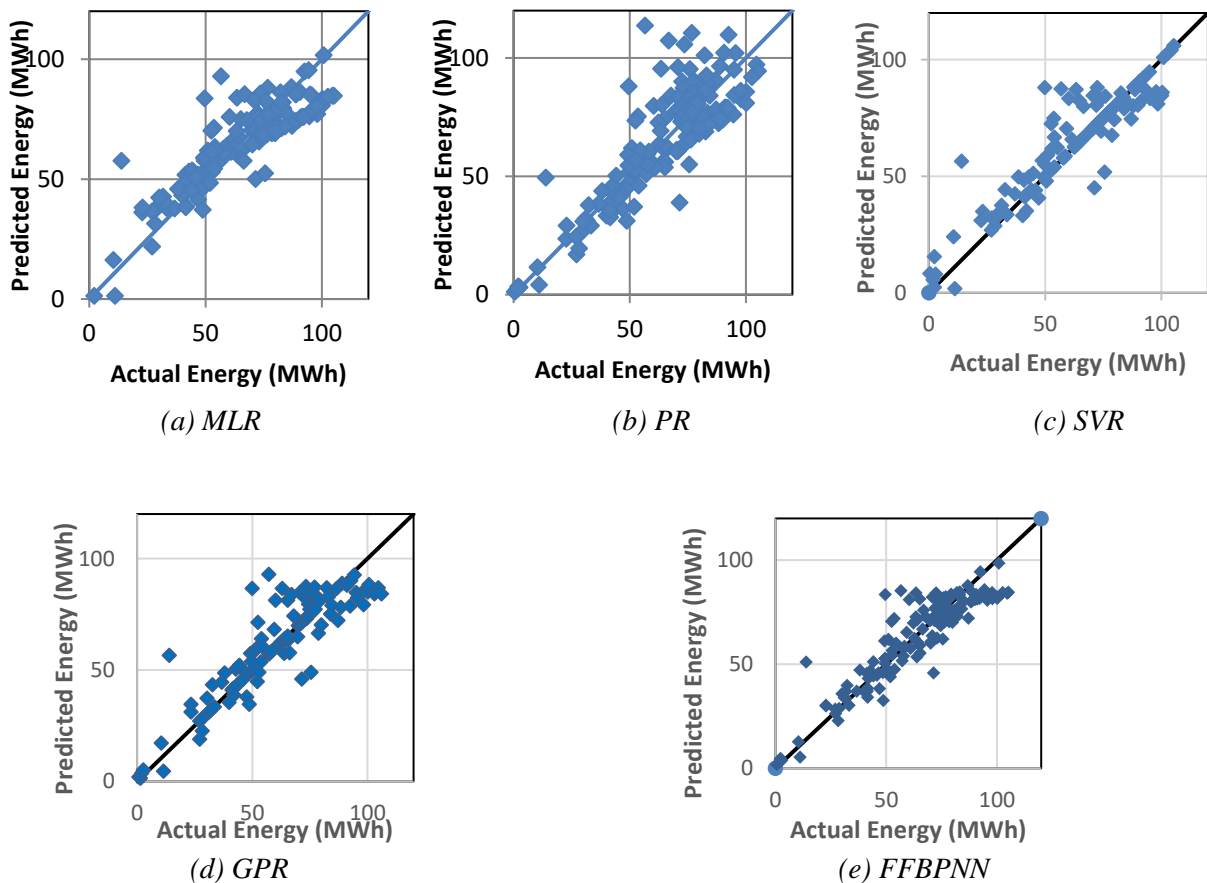 Predicted Energy (MWh)
100
50
0
0 50 100
Actual Energy (MWh)
(a) MLR
Predicted Energy (MWh)
100
50
0
0 50 100
Actual Energy (MWh)
(b) PR
Predicted Energy (MWh)
100
50
0
0 50 100
Actual Energy (MWh)
(c) SVR
Predicted Energy (MWh)
100
50
0
0 50 100
Actual Energy (MWh)
(d) GPR
Predicted Energy (MWh)
100
50
0
0 50 100
Actual Energy (MWh)
(e) FFBPNN